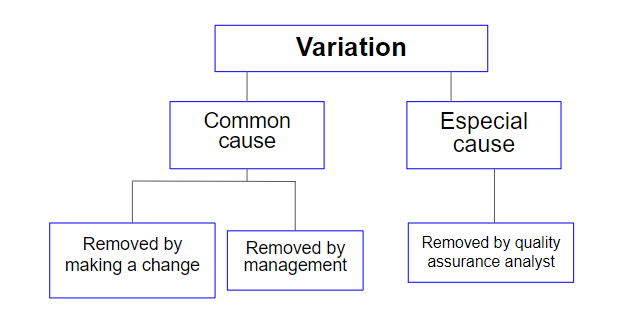 Variation
Common
cause
Especial
cause
Removed by
making a change
Removed by
management
Removed by quality
assurance analyst